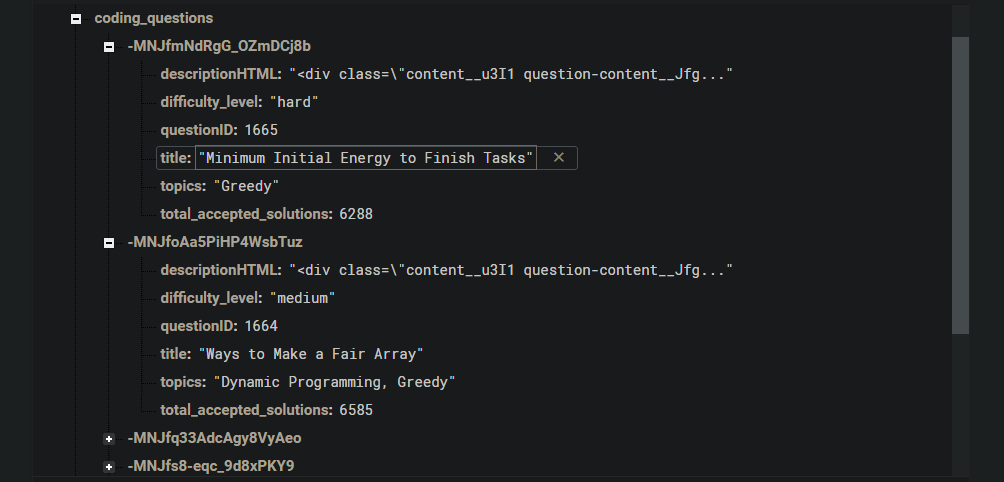 coding_questions
-MNJfmNdRgG_OZmDCj8b
descriptionHTML: "<div class=\"content__u3I1 question-content__Jfg..."
difficulty_level: "hard"
questionID: 1665
title: "Minimum Initial Energy to Finish Tasks" ✕
topics: "Greedy"
total_accepted_solutions: 6288
-MNJfoAa5PiHP4WsbTuz
descriptionHTML: "<div class=\"content__u3I1 question-content__Jfg..."
difficulty_level: "medium"
questionID: 1664
title: "Ways to Make a Fair Array"
topics: "Dynamic Programming, Greedy"
total_accepted_solutions: 6585
-MNJfq33AdcAgy8VyAeo
-MNJfs8-eqc_9d8xPKY9